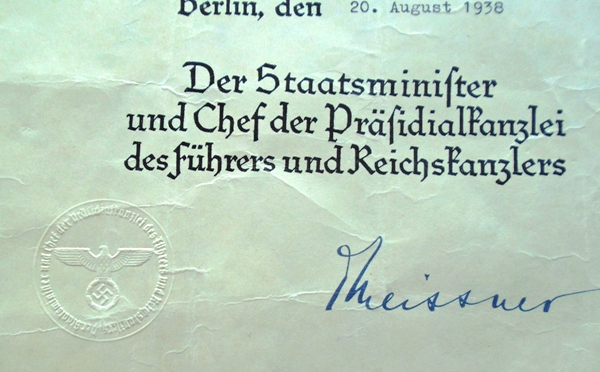 Berlin, den 20. August 1938
Der Staatsminister
und Chef der Präsidialkanzlei
des Führers und Reichskanzlers
Meissner